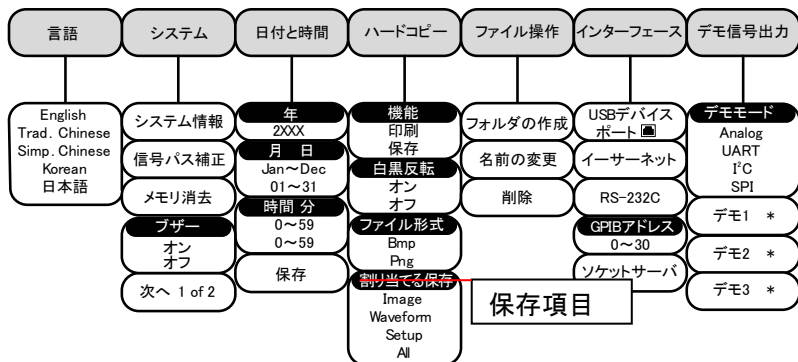 言語
システム
日付と時間
ハードコピー
ファイル操作
インターフェース
デモ信号出力
English
Trad. Chinese
Simp. Chinese
Korean
日本語
システム情報
信号パス補正
メモリ消去
ブザー
オン
オフ
次へ 1 of 2
年
2XXX
月 日
Jan～Dec
01～31
時間 分
0～59
0～59
保存
機能
印刷
保存
白黒反転
オン
オフ
ファイル形式
Bmp
Png
割り当てる保存
Image
Waveform
Setup
All
保存項目
フォルダの作成
名前の変更
削除
USBデバイス
ポート
イーサーネット
RS-232C
GPIBアドレス
0～30
ソケットサーバ
デモモード
Analog
UART
I²C
SPI
デモ1 *
デモ2 *
デモ3 *